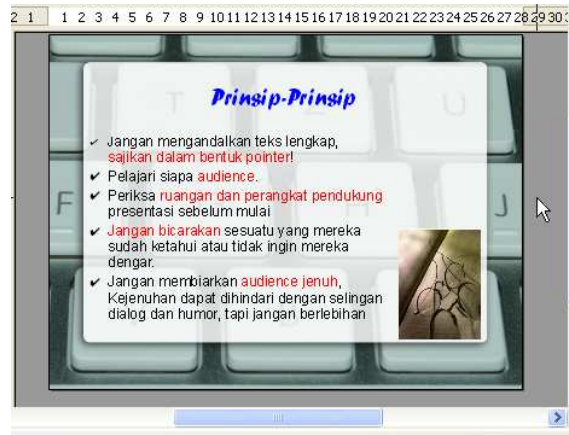 2 1 1 2 3 4 5 6 7 8 9 10 11 12 13 14 15 16 17 18 19 20 21 22 23 24 25 26 27 28 29 30
Prinsip-Prinsip
✓ Jangan mengandalkan teks lengkap,
sajikan dalam bentuk pointer!
✓ Pelajari siapa audience.
✓ Periksa ruangan dan perangkat pendukung
presentasi sebelum mulai
✓ Jangan bicarakan sesuatu yang mereka
sudah ketahui atau tidak ingin mereka
dengar.
✓ Jangan membiarkan audience jenuh,
Kejenuhan dapat dihindari dengan selingan
dialog dan humor, tapi jangan berlebihan
T
U
F
J